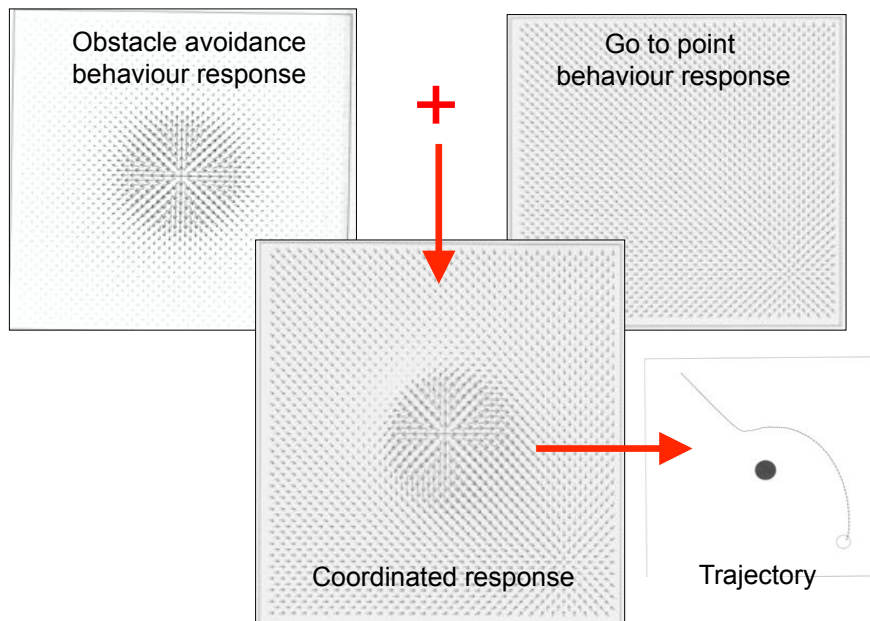 Obstacle avoidance
behaviour response
+
Go to point
behaviour response
Coordinated response
Trajectory